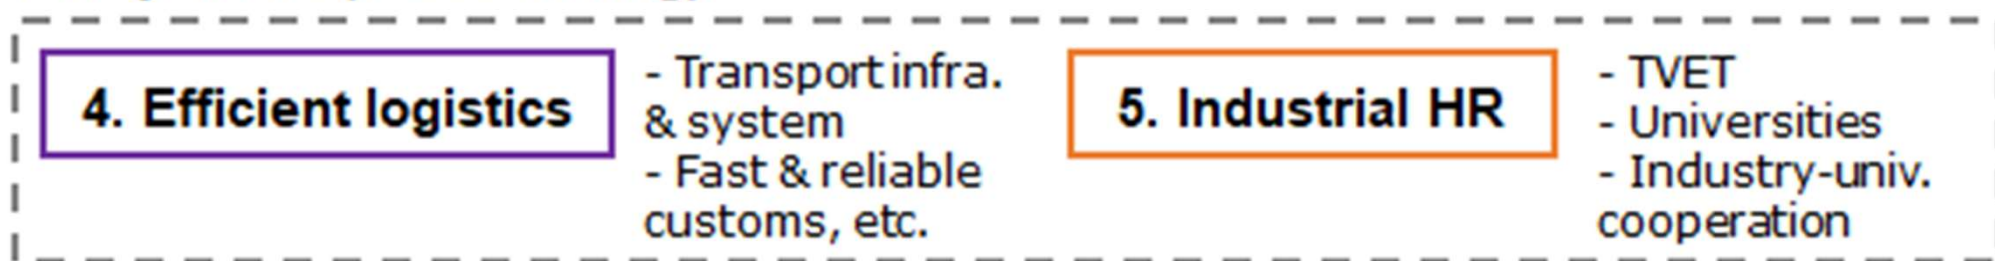 4. Efficient logistics
- Transport infra.
& system
- Fast & reliable
customs, etc.
5. Industrial HR
- TVET
- Universities
- Industry-univ.
cooperation